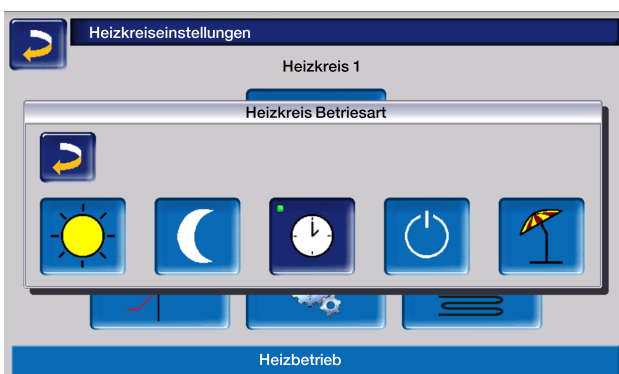 Heizkreiseinstellungen
Heizkreis 1
Heizkreis Betriesart
Heizbetrieb